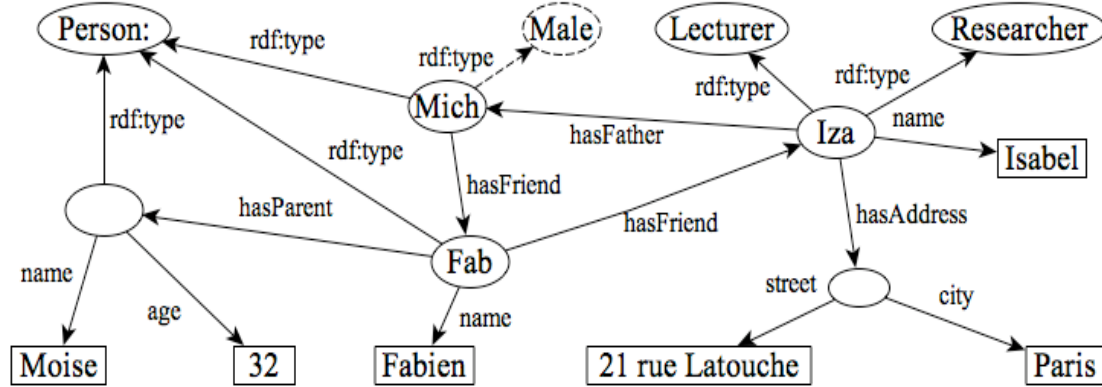 Person:
rdf:type
Male
Lecturer
Researcher
rdf:type
rdf:type
rdf:type
Mich
rdf:type
hasFather
Iza
name
Isabel
rdf:type
hasFriend
hasParent
hasFriend
hasAddress
Fab
name
age
name
street
city
Moise
32
Fabien
21 rue Latouche
Paris